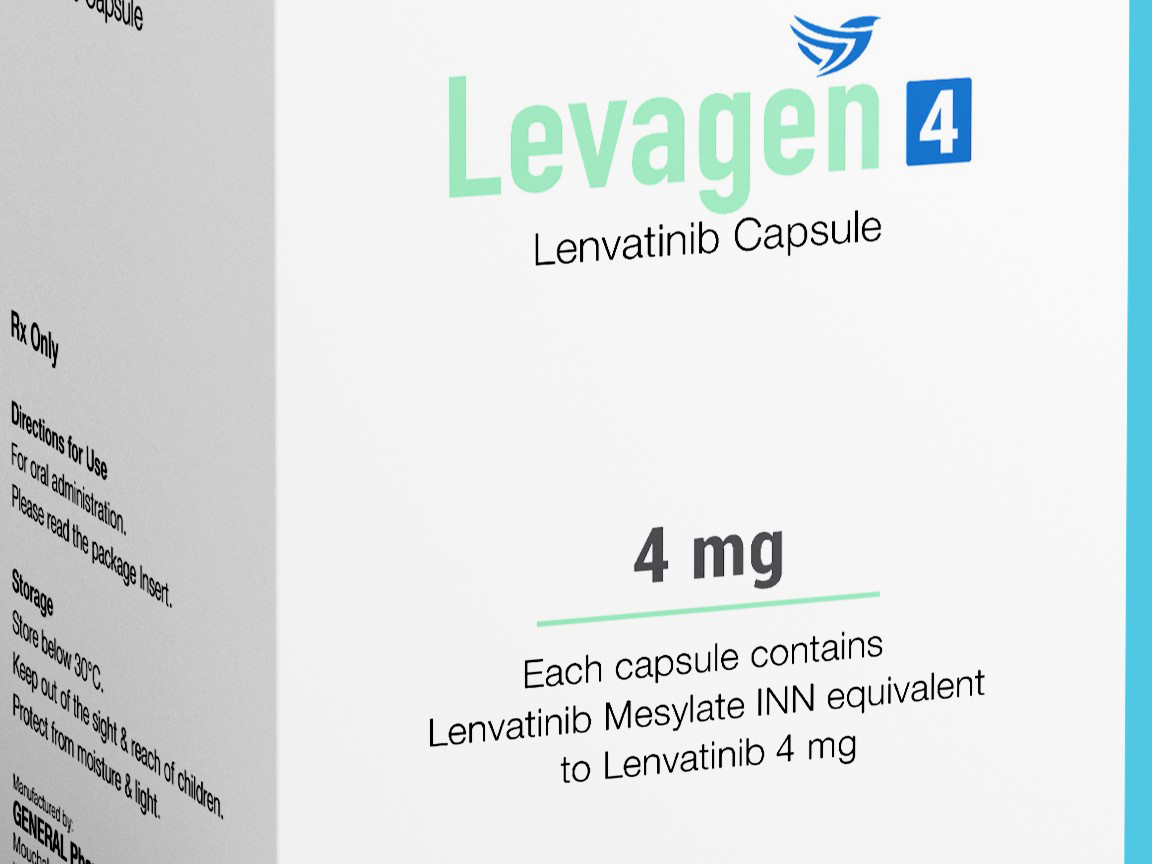 Capsule
Rx Only
Directions for Use
For oral administration.
Please read the package Insert.
Storage
Store below 30°C.
Keep out of the sight & reach of children.
Protect from moisture & light.
Manufactured by:
GENERAL
Levagen 4
Lenvatinib Capsule
4 mg
Each capsule contains
Lenvatinib Mesylate INN equivalent
to Lenvatinib 4 mg